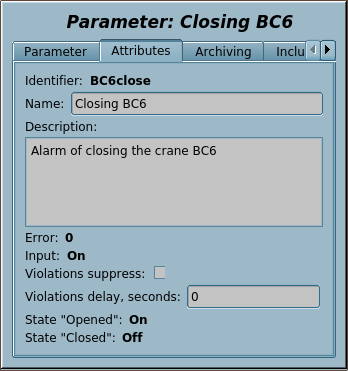 Parameter: Closing BC6
Parameter Attributes Archiving Inclu
Identifier: BC6close
Name: Closing BC6
Description:
Alarm of closing the crane BC6
Error: 0
Input: On
Violations suppress:
Violations delay, seconds: 0
State "Opened": On
State "Closed": Off